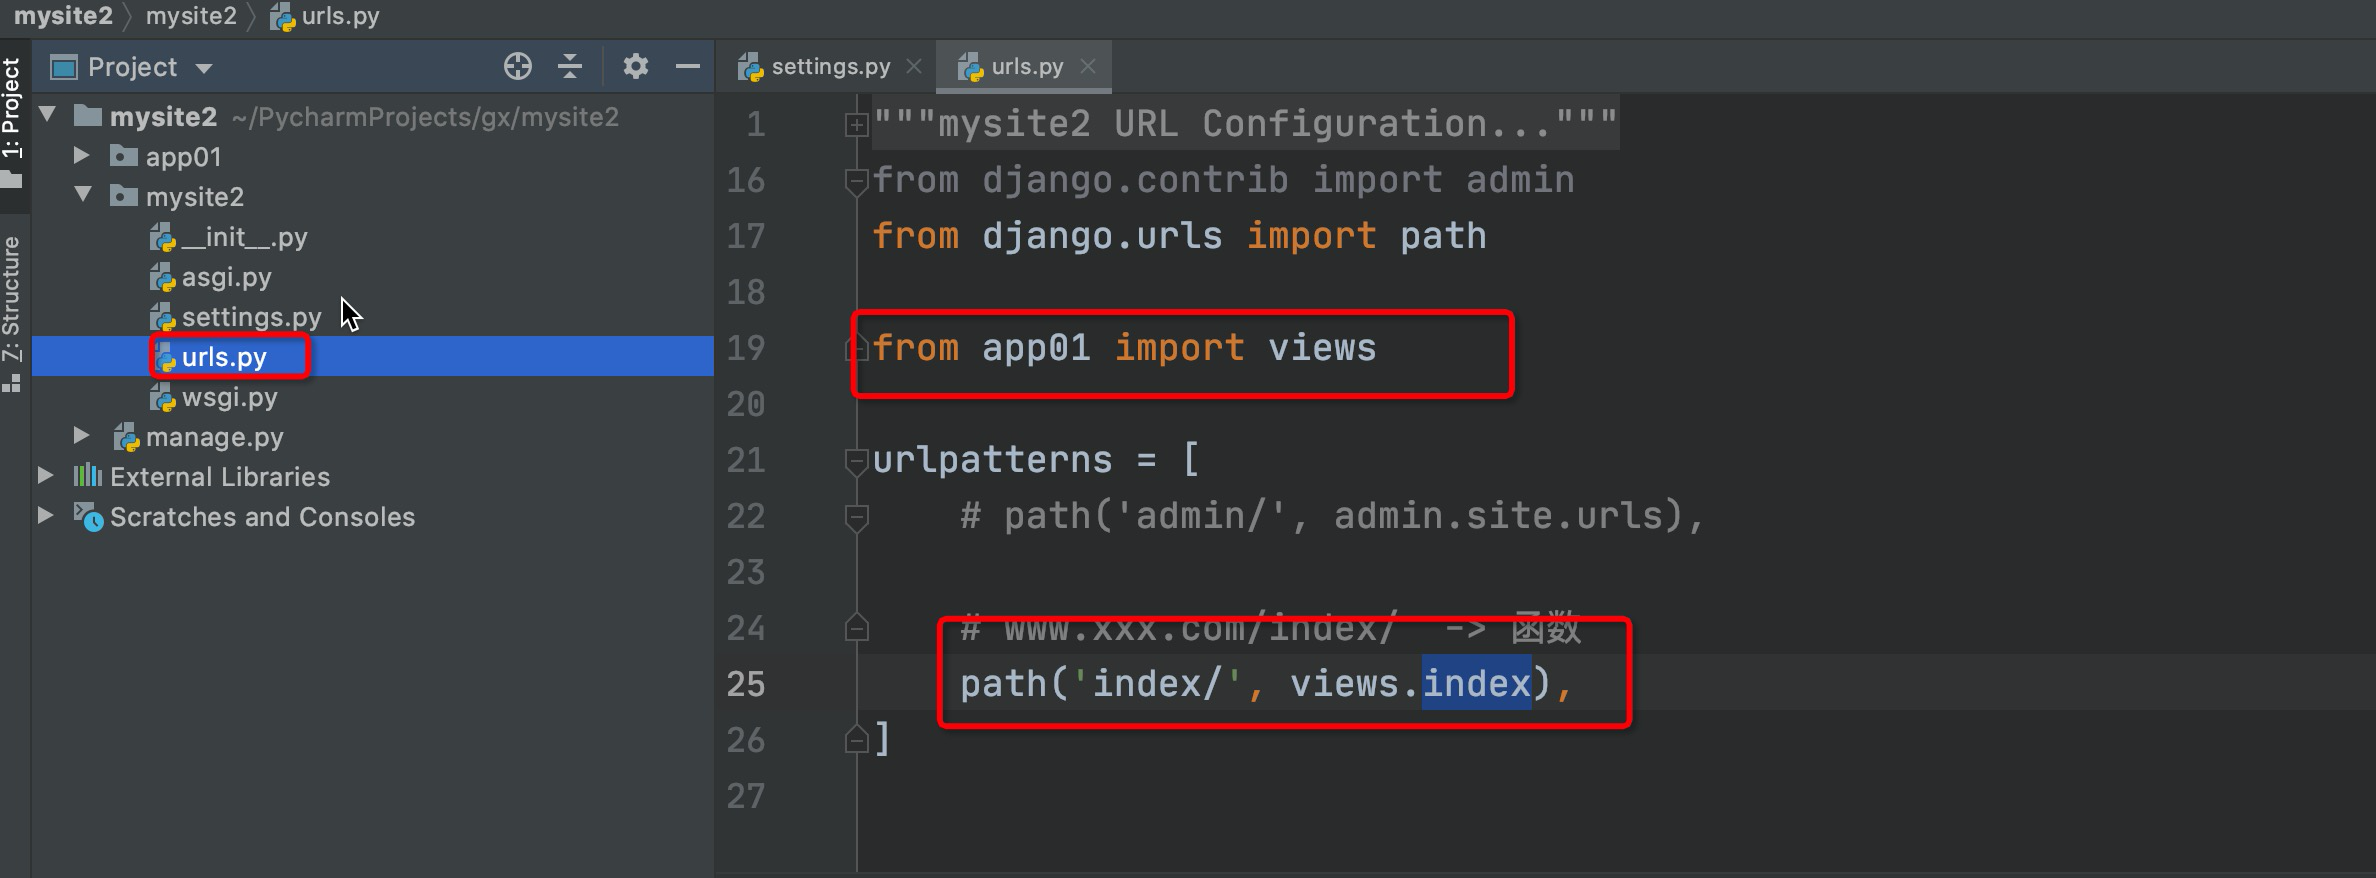 mysite2 mysite2 urls.py
1: Project
Z: Structure
Project
mysite2 ~/PycharmProjects/gx/mysite2
app01
mysite2
__init__.py
asgi.py
settings.py
urls.py
wsgi.py
manage.py
External Libraries
Scratches and Consoles
settings.py urls.py
1 """mysite2 URL Configuration..."""
16 from django.contrib import admin
17 from django.urls import path
18
19 from app01 import views
20
21 urlpatterns = [
22 # path('admin/', admin.site.urls),
23
24 # www.xxx.com/index/ -> 函数
25 path('index/', views.index),
26 ]
27